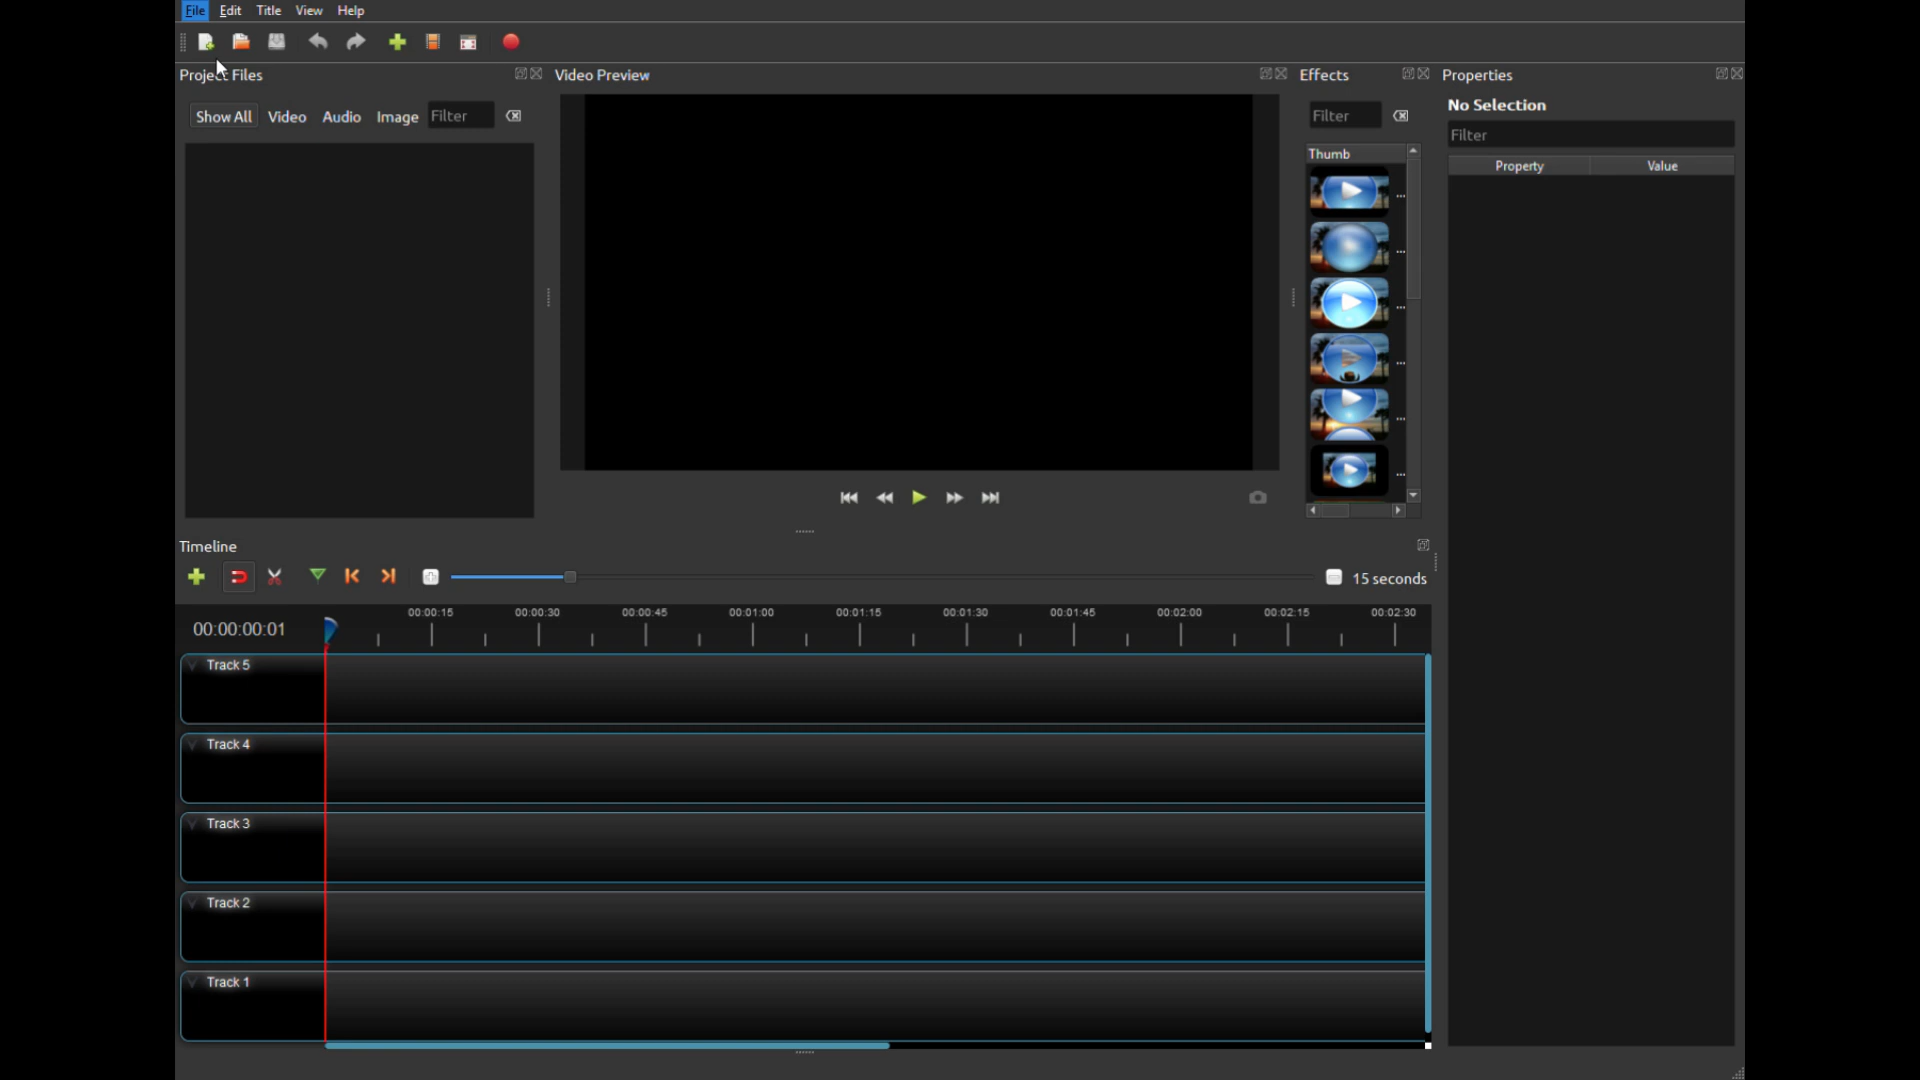 File Edit Title View Help
Project Files
Video Preview
Effects
Properties
Show All Video Audio Image Filter
Filter
No Selection
Filter
Thumb
Property Value
...
...
...
...
...
...
Timeline
15 seconds
00:00:00:01
00:00:15 00:00:30 00:00:45 00:01:00 00:01:15 00:01:30 00:01:45 00:02:00 00:02:15 00:02:30
Track 5
Track 4
Track 3
Track 2
Track 1